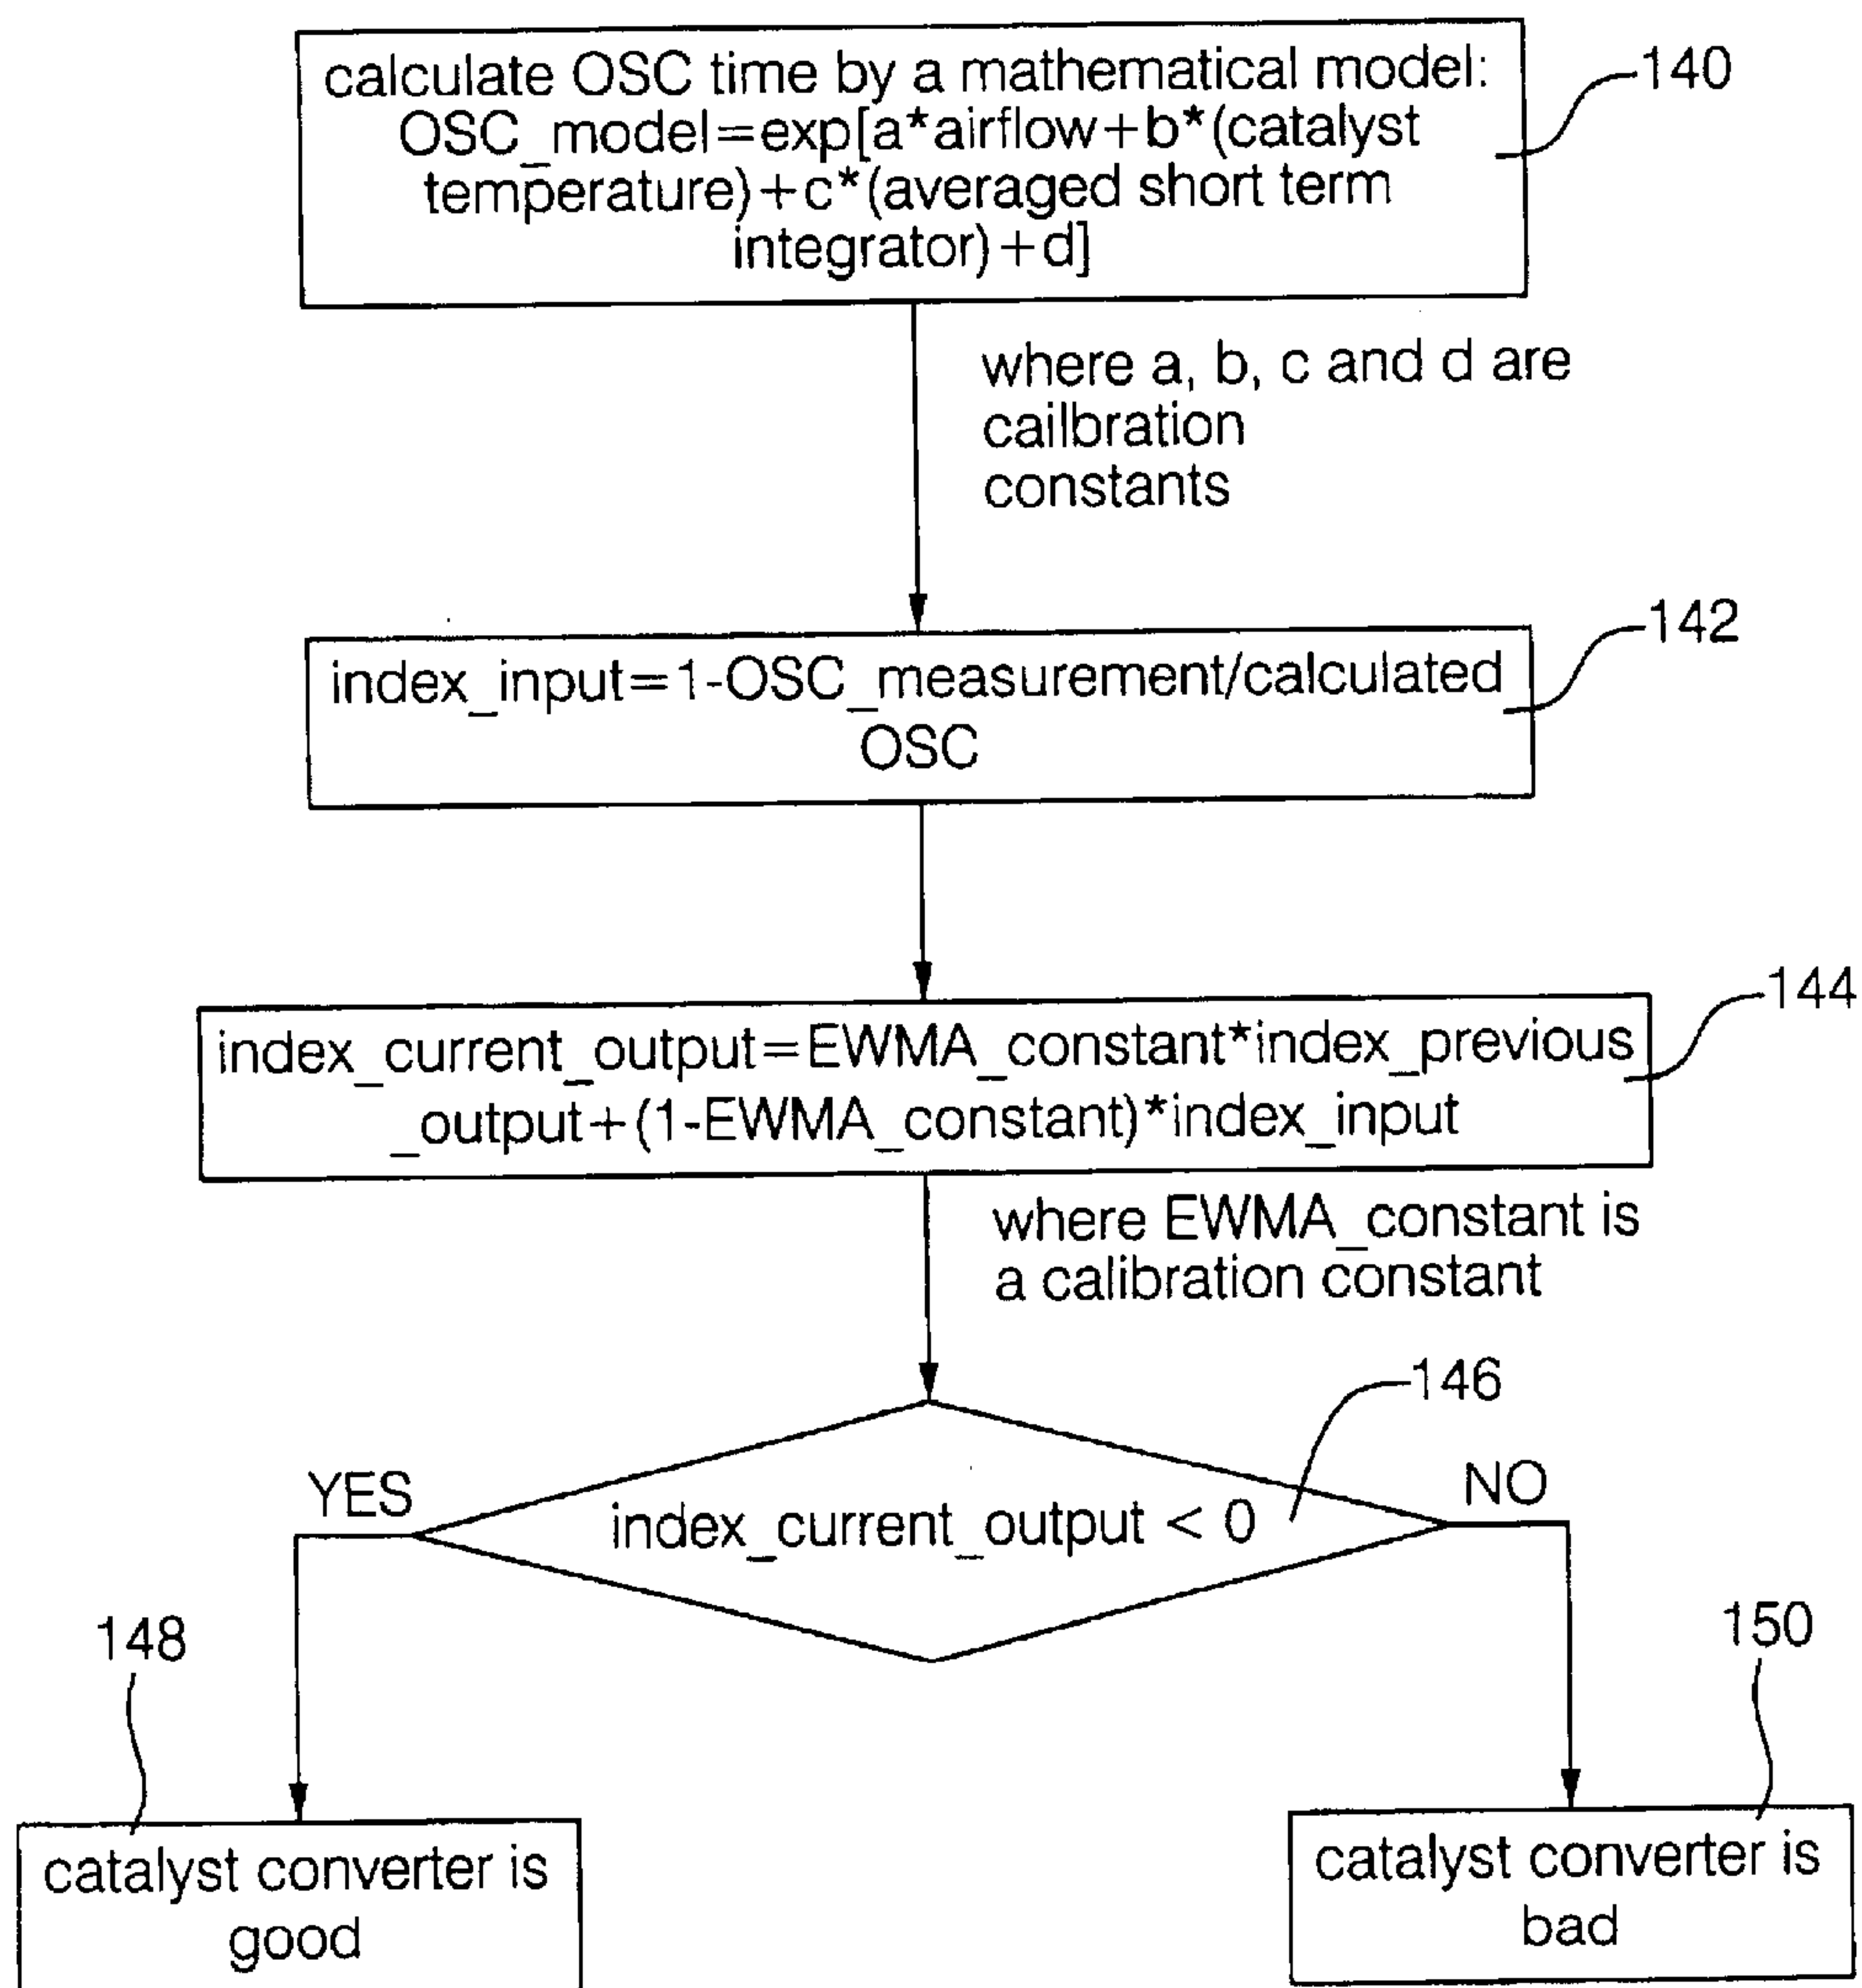 calculate OSC time by a mathematical model:
OSC_model=exp[a*airflow+b*(catalyst
temperature)+c*(averaged short term
integrator)+d]
140
where a, b, c and d are
cailbration
constants
142
index_input=1-OSC_measurement/calculated
OSC
144
index_current_output=EWMA_constant*index_previous
_output+(1-EWMA_constant)*index_input
where EWMA_constant is
a calibration constant
146
YES
NO
index_current_output < 0
148
150
catalyst converter is
good
catalyst converter is
bad